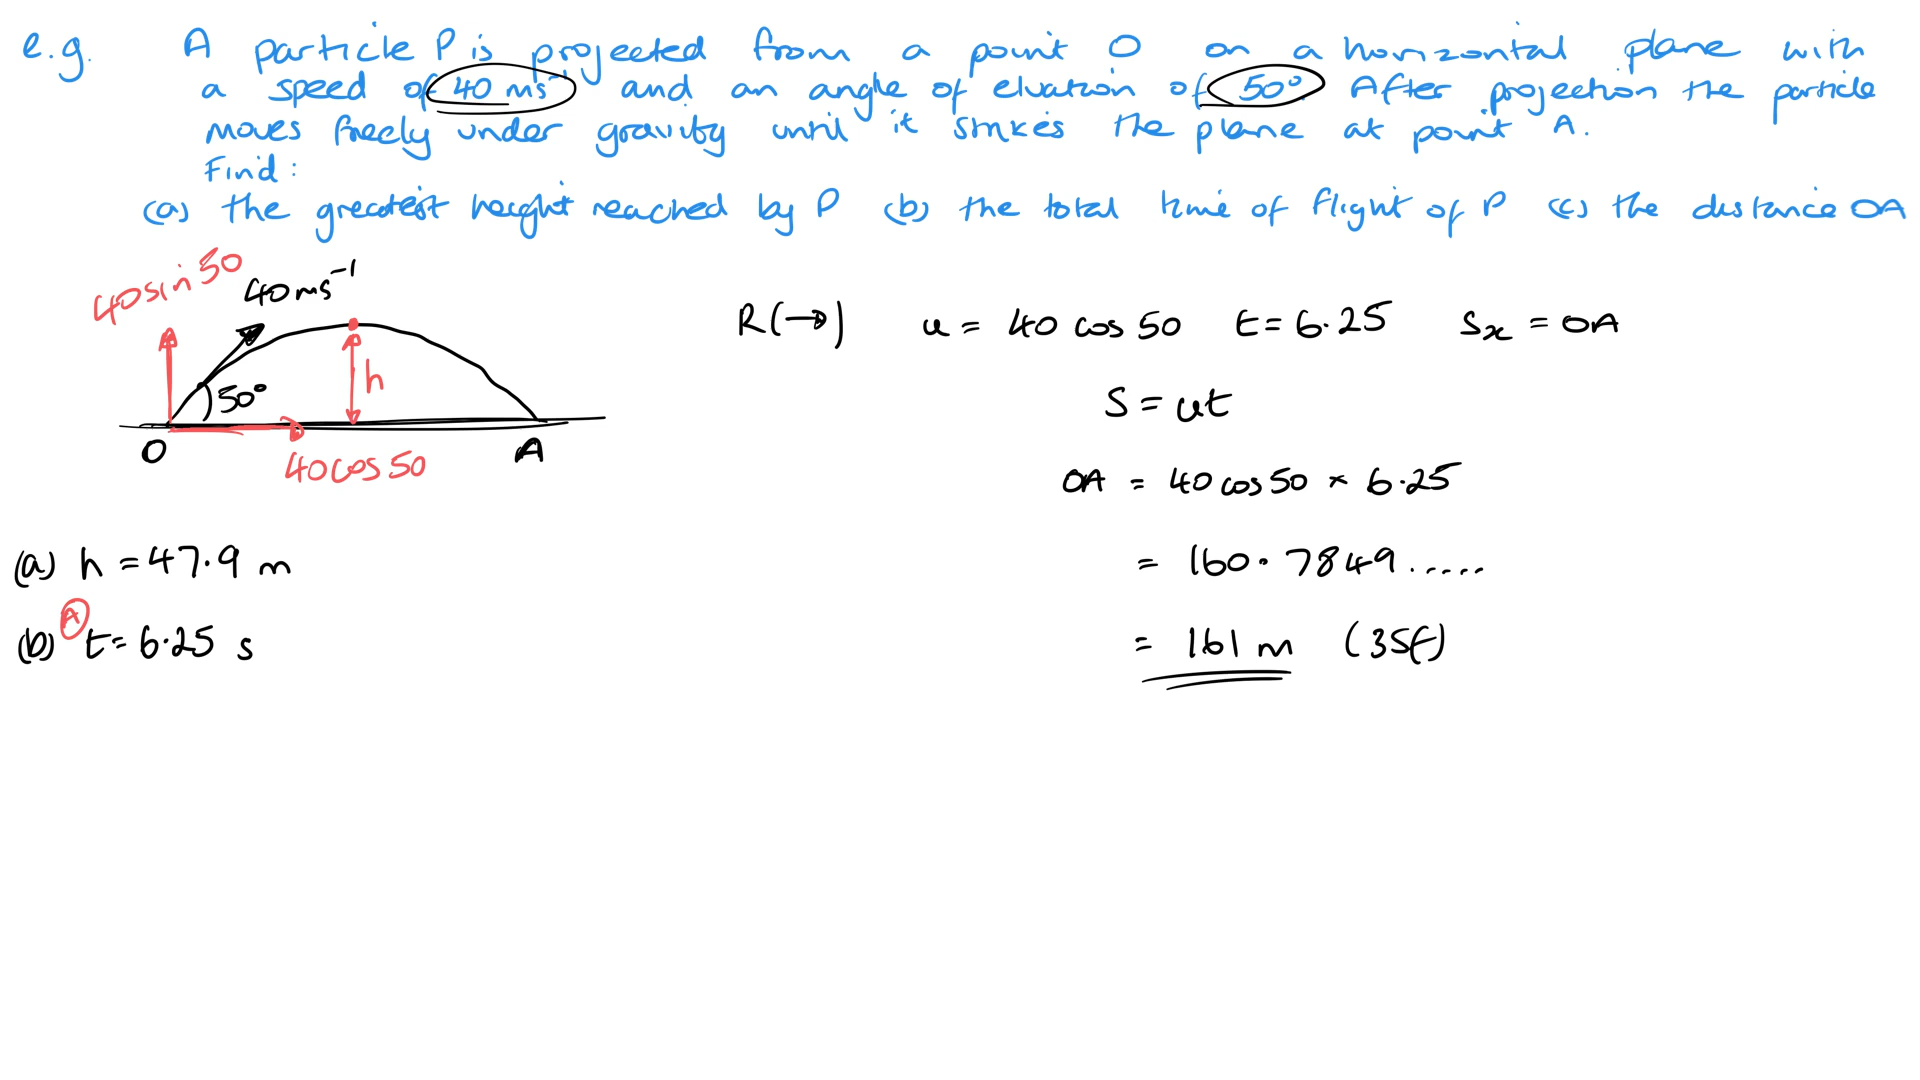 e.g. A particle P is projected from a point O on a horizontal plane with
a speed of 40 ms⁻¹ and an angle of elvation of 50° After projection the particle
moves freely under gravity until it strikes the plane at point A.
Find:
(a) the greatest height reached by P (b) the total time of flight of P (c) the distance OA
40sin50
40ms⁻¹
50°
h
O
A
40cos50
(a) h = 47.9 m
(b) t = 6.25 s
A
R(→) u = 40 cos 50 t = 6.25 Sx = OA
S = ut
OA = 40 cos 50 × 6.25
= 160.7849.....
= 161 m (3sf)